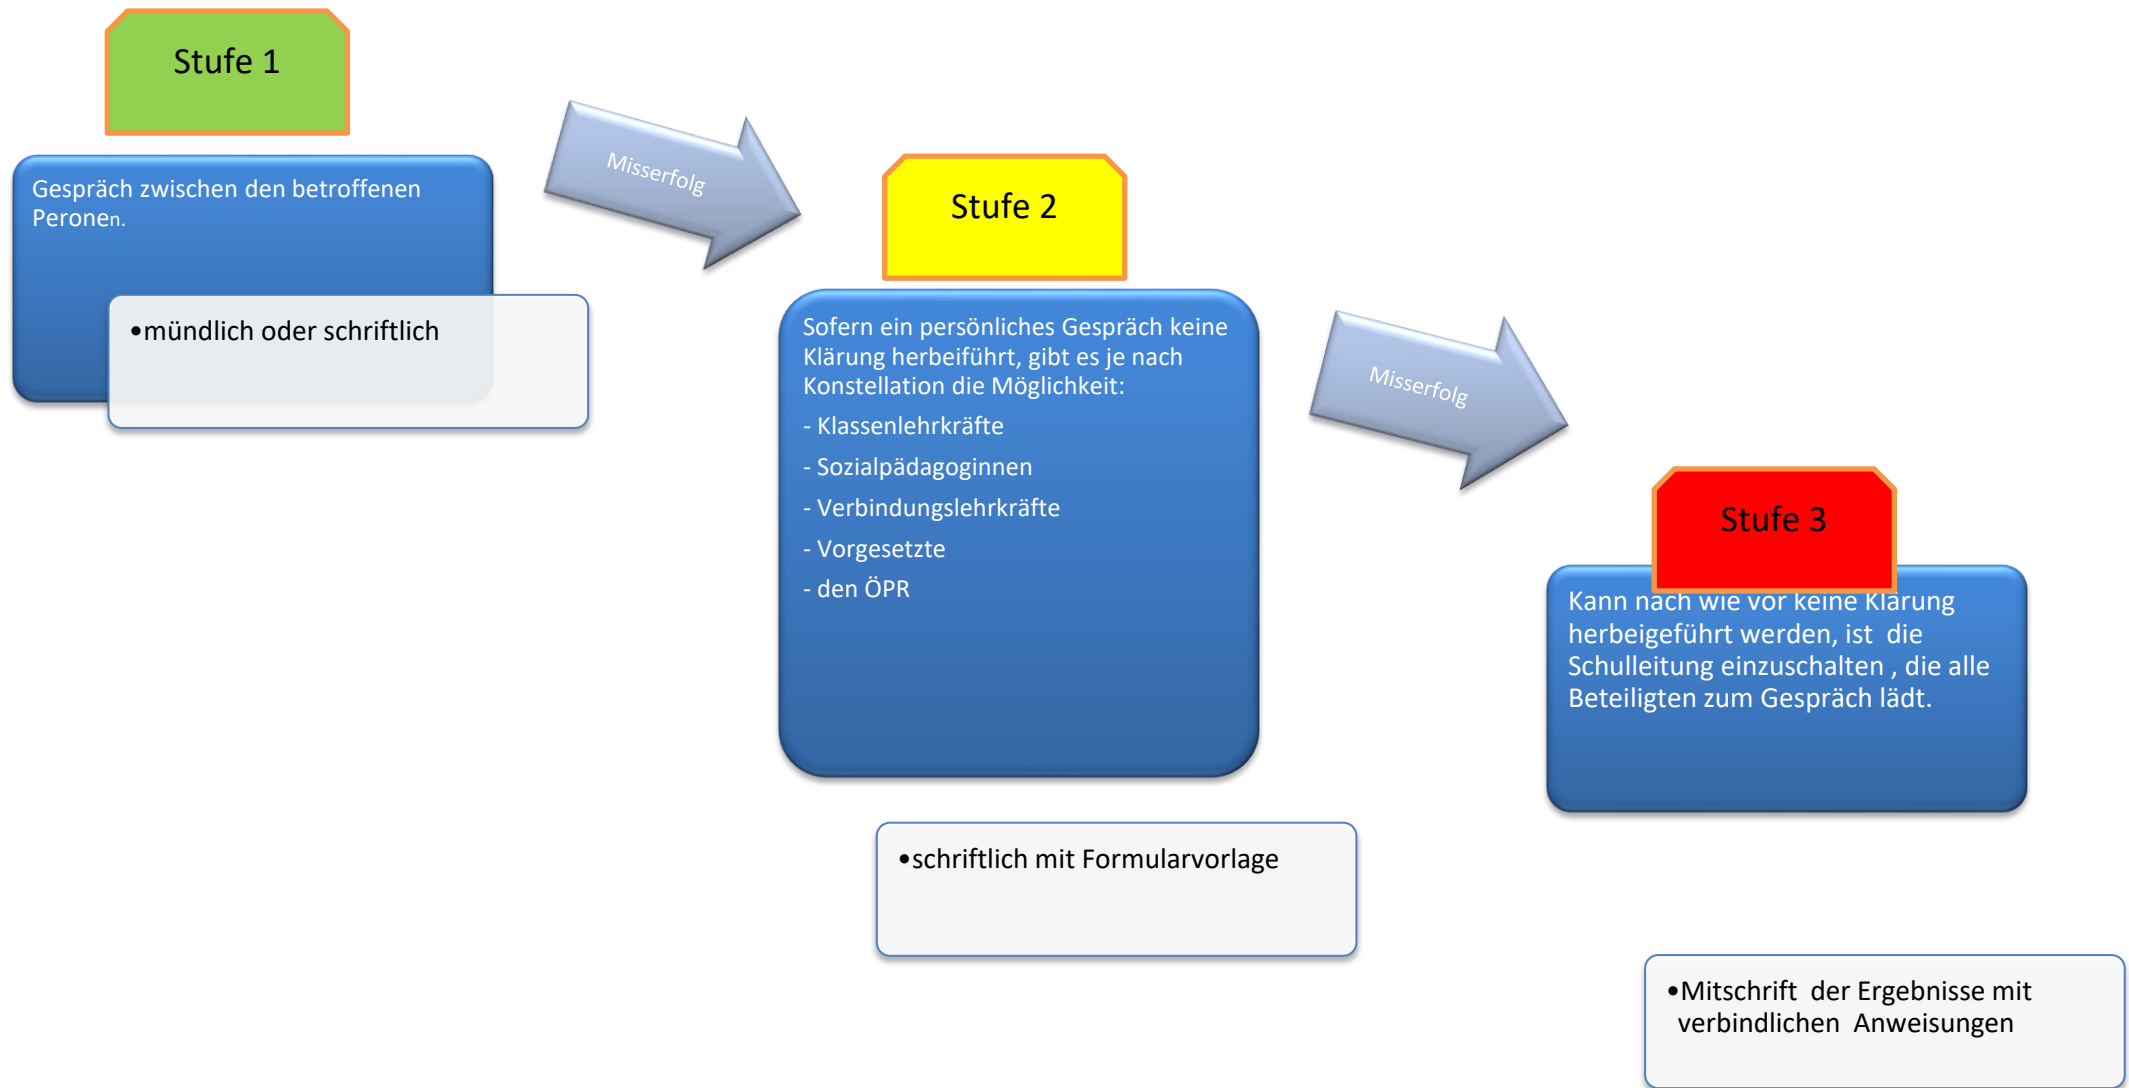 Stufe 1
Gespräch zwischen den betroffenen
Peronen.
•mündlich oder schriftlich
Misserfolg
Stufe 2
Sofern ein persönliches Gespräch keine
Klärung herbeiführt, gibt es je nach
Konstellation die Möglichkeit:
- Klassenlehrkräfte
- Sozialpädagoginnen
- Verbindungslehrkräfte
- Vorgesetzte
- den ÖPR
•schriftlich mit Formularvorlage
Misserfolg
Stufe 3
Kann nach wie vor keine Klärung
herbeigeführt werden, ist  die
Schulleitung einzuschalten , die alle
Beteiligten zum Gespräch lädt.
•Mitschrift  der Ergebnisse mit
verbindlichen  Anweisungen